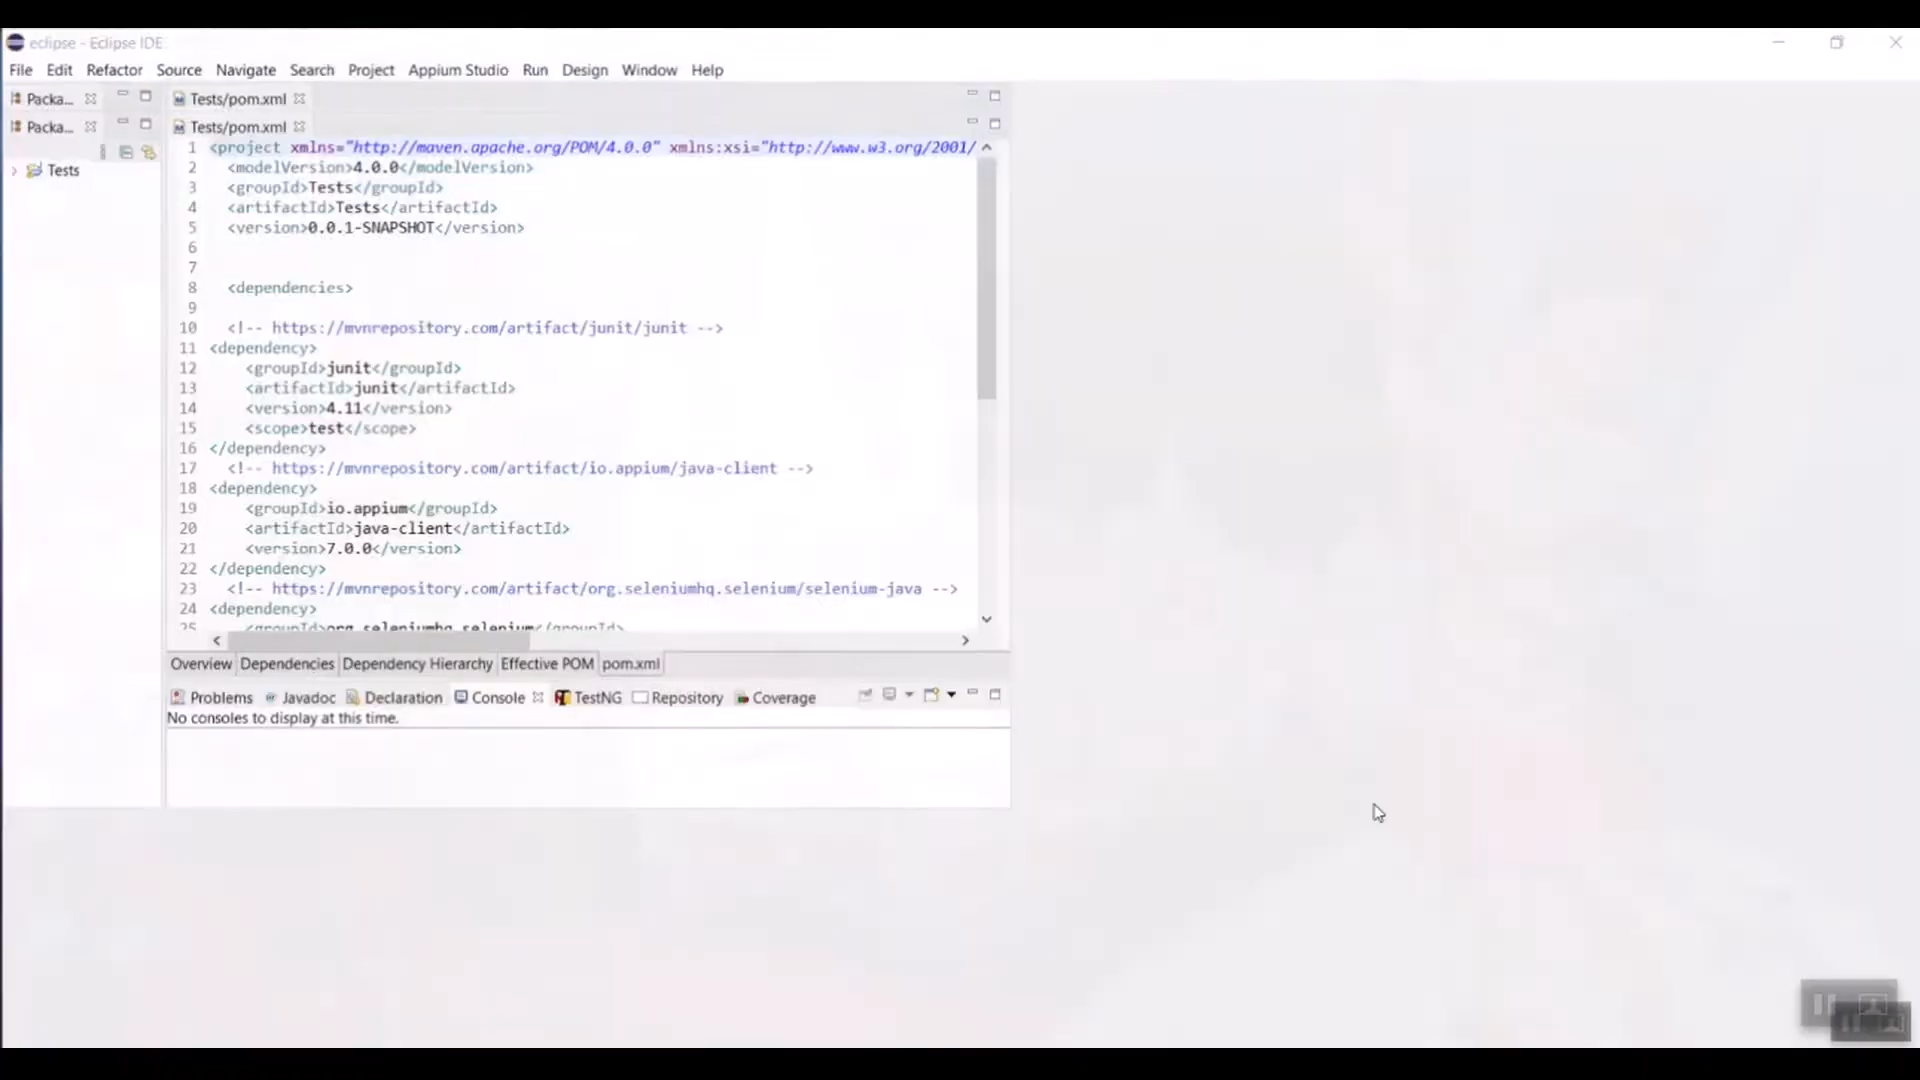 eclipse - Eclipse IDE
File Edit Refactor Source Navigate Search Project Appium Studio Run Design Window Help
Packa... Tests/pom.xml
Packa... Tests/pom.xml
Tests
1 <project xmlns="http://maven.apache.org/POM/4.0.0" xmlns:xsi="http://www.w3.org/2001/
2 <modelVersion>4.0.0</modelVersion>
3 <groupId>Tests</groupId>
4 <artifactId>Tests</artifactId>
5 <version>0.0.1-SNAPSHOT</version>
6
7
8 <dependencies>
9
10 <!-- https://mvnrepository.com/artifact/junit/junit -->
11 <dependency>
12 <groupId>junit</groupId>
13 <artifactId>junit</artifactId>
14 <version>4.11</version>
15 <scope>test</scope>
16 </dependency>
17 <!-- https://mvnrepository.com/artifact/io.appium/java-client -->
18 <dependency>
19 <groupId>io.appium</groupId>
20 <artifactId>java-client</artifactId>
21 <version>7.0.0</version>
22 </dependency>
23 <!-- https://mvnrepository.com/artifact/org.seleniumhq.selenium/selenium-java -->
24 <dependency>
25 <groupId>org.seleniumhq.selenium</groupId>
Overview Dependencies Dependency Hierarchy Effective POM pom.xml
Problems Javadoc Declaration Console TestNG Repository Coverage
No consoles to display at this time.